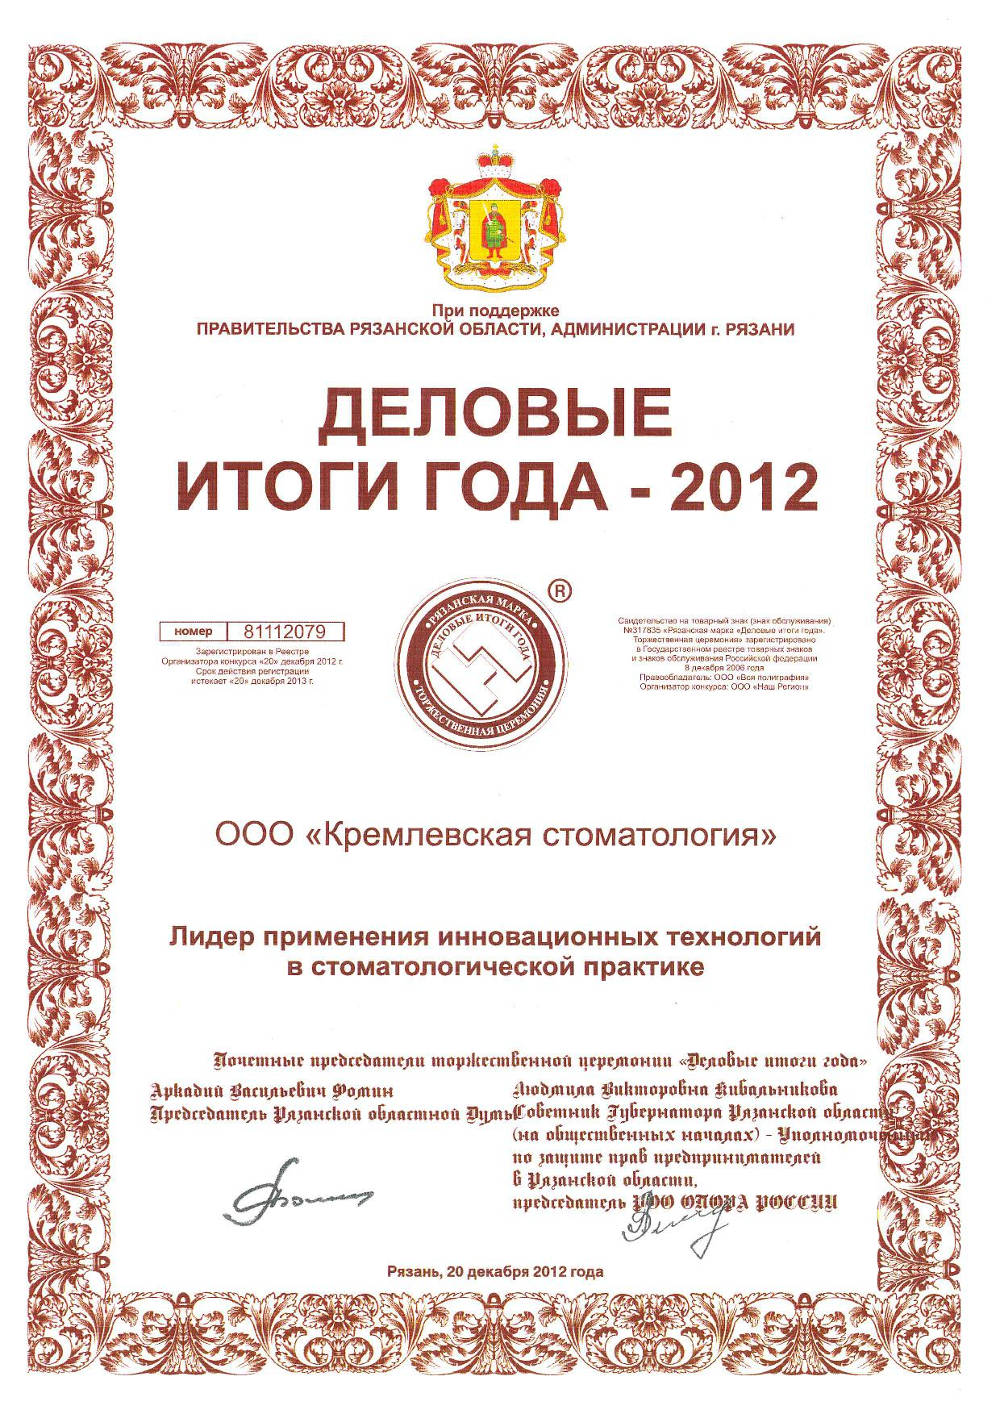 При поддержке
ПРАВИТЕЛЬСТВА РЯЗАНСКОЙ ОБЛАСТИ, АДМИНИСТРАЦИИ г. РЯЗАНИ
ДЕЛОВЫЕ
ИТОГИ ГОДА - 2012
номер 81112079
Зарегистрирован в Реестре
Организатора конкурса «20» декабря 2012 г.
Срок действия регистрации
истекает «20» декабря 2013 г.
РЯЗАНСКАЯ МАРКА
ДЕЛОВЫЕ ИТОГИ ГОДА
ТОРЖЕСТВЕННАЯ ЦЕРЕМОНИЯ
®
Свидетельство на товарный знак (знак обслуживания)
№317835 «Рязанская марка «Деловые итоги года».
Торжественная церемония» зарегистрировано
в Государственном реестре товарных знаков
и знаков обслуживания Российской федерации
8 декабря 2006 года
Правообладатель: ООО «Вся полиграфия»
Организатор конкурса: ООО «Наш Регион»
ООО «Кремлевская стоматология»
Лидер применения инновационных технологий
в стоматологической практике
Почетные председатели торжественной церемонии «Деловые итоги года»
Аркадий Васильевич Фомин
Председатель Рязанской областной Думы
Людмила Викторовна Кибальникова
Советник Губернатора Рязанской области
(на общественных началах) - Уполномоченный
по защите прав предпринимателей
в Рязанской области,
председатель РОО ОПОРА РОССИИ
Рязань, 20 декабря 2012 года